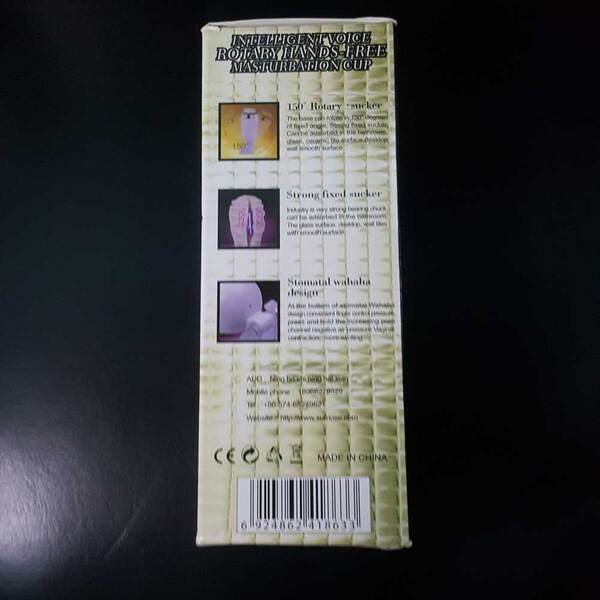 INTELLIGENT VOICE
ROTARY HANDS-FREE
MASTURBATION CUP
150° Rotary sucker
The base can rotate in 150 degrees
of fixed angle, Strong fixed sucker,
Can be adsorbed in the bathroom,
glass, ceramic tile surface,desktop
wall smooth surface.
150°
Strong fixed sucker
Industry is very strong bearing chuck
can be adsorbed in the bathroom
The glass surface, desktop, wall tiles
with smooth surface.
Stomatal wahaha
design
At the bottom of stomatal Wahaha
design convenient finger control pressure,
press and hold the increasing
channel negative air pressure Vaginal
contraction, more exciting.
ADD
Mobile phone
Tel
Website
CE
MADE IN CHINA
6 924862 418633